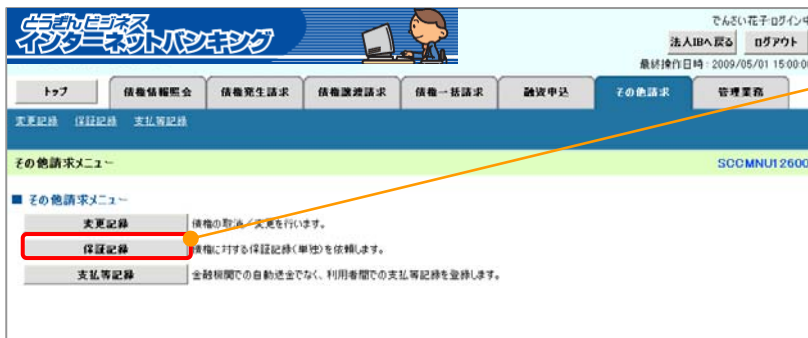 とうぎんビジネス
インターネットバンキング
でんさい花子 ログイン中
法人IBへ戻る ログアウト
最終操作日時:2009/05/01 15:00:0
トップ 債権情報照会 債権発生請求 債権譲渡請求 債権一括請求 融資申込 その他請求 管理業務
変更記録 保証記録 支払等記録
その他請求メニュー SCCMNU12600
■ その他請求メニュー
変更記録 債権の取消/変更を行います。
保証記録 債権に対する保証記録(単独)を依頼します。
支払等記録 金融機関での自動送金でなく、利用者間での支払等記録を登録します。